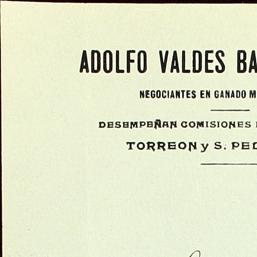 ADOLFO VALDES BA
NEGOCIANTES EN GANADO M
DESEMPEÑAN COMISIONES
TORREON y S. PED